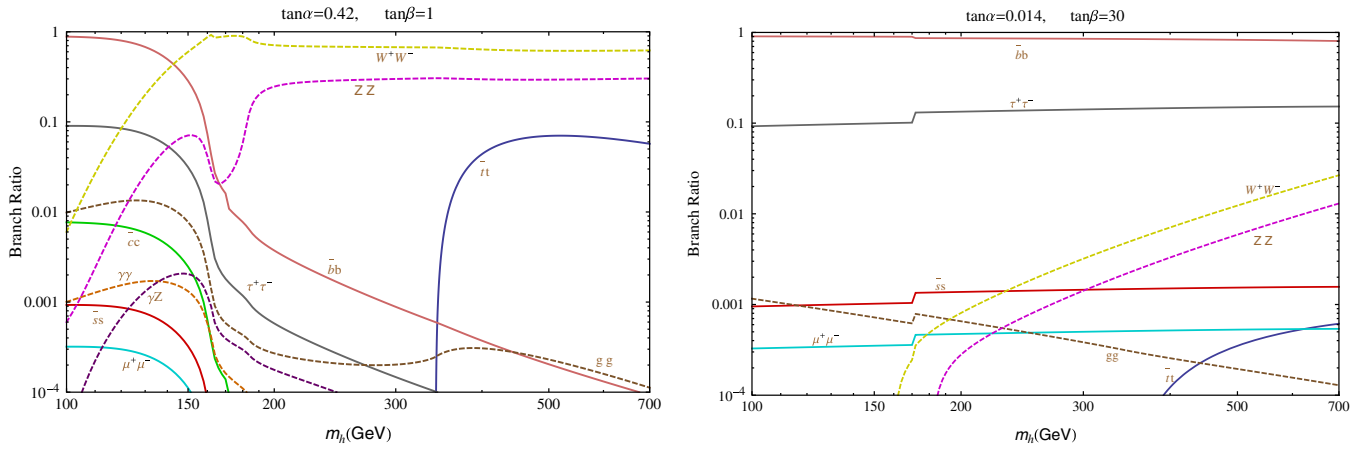 tanα=0.42, tanβ=1
1
0.1
0.01
0.001
10⁻⁴
Branch Ratio
W⁺W⁻
Z Z
t̄t
c̄c
γγ
γZ
s̄s
μ⁺μ⁻
τ⁺τ⁻
b̄b
g g
100 150 200 300 500 700
m_h(GeV)
tanα=0.014, tanβ=30
1
0.1
0.01
0.001
10⁻⁴
Branch Ratio
b̄b
τ⁺τ⁻
W⁺W⁻
Z Z
s̄s
μ⁺μ⁻
gg
t̄t
100 150 200 300 500 700
m_h(GeV)